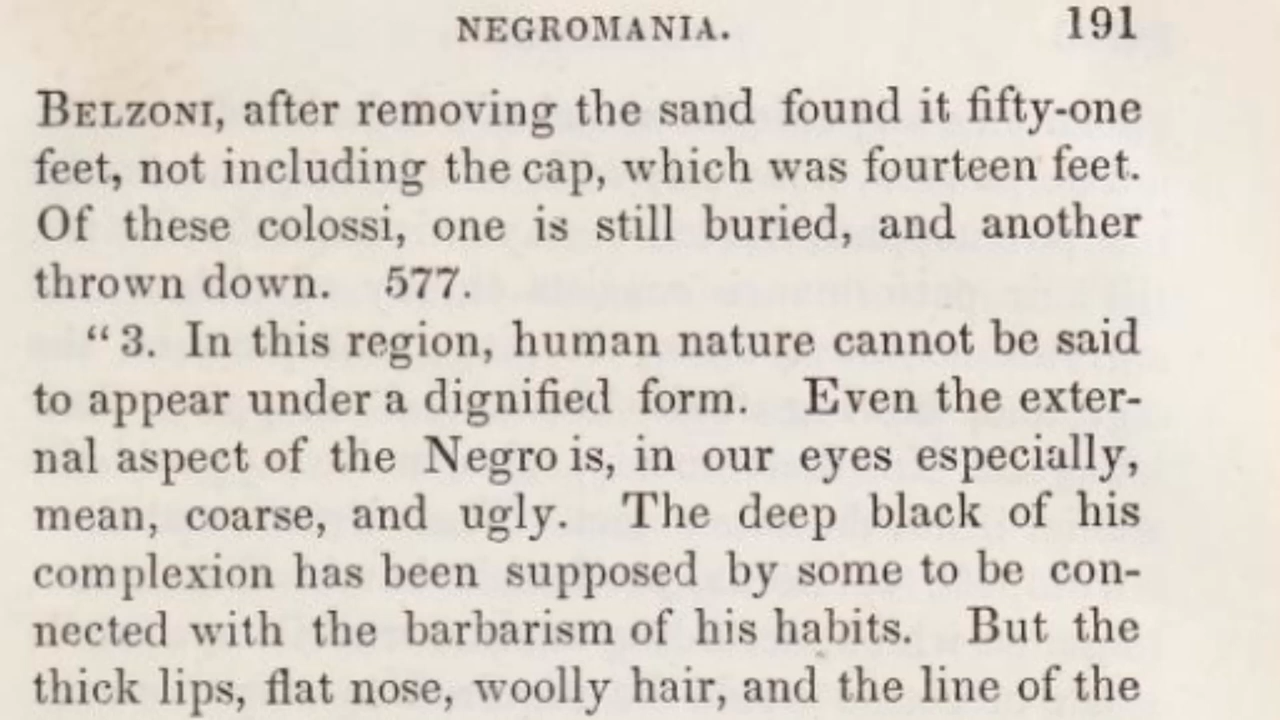 NEGROMANIA. 191
BELZONI, after removing the sand found it fifty-one
feet, not including the cap, which was fourteen feet.
Of these colossi, one is still buried, and another
thrown down. 577.
“3. In this region, human nature cannot be said
to appear under a dignified form. Even the exter-
nal aspect of the Negro is, in our eyes especially,
mean, coarse, and ugly. The deep black of his
complexion has been supposed by some to be con-
nected with the barbarism of his habits. But the
thick lips, flat nose, woolly hair, and the line of the